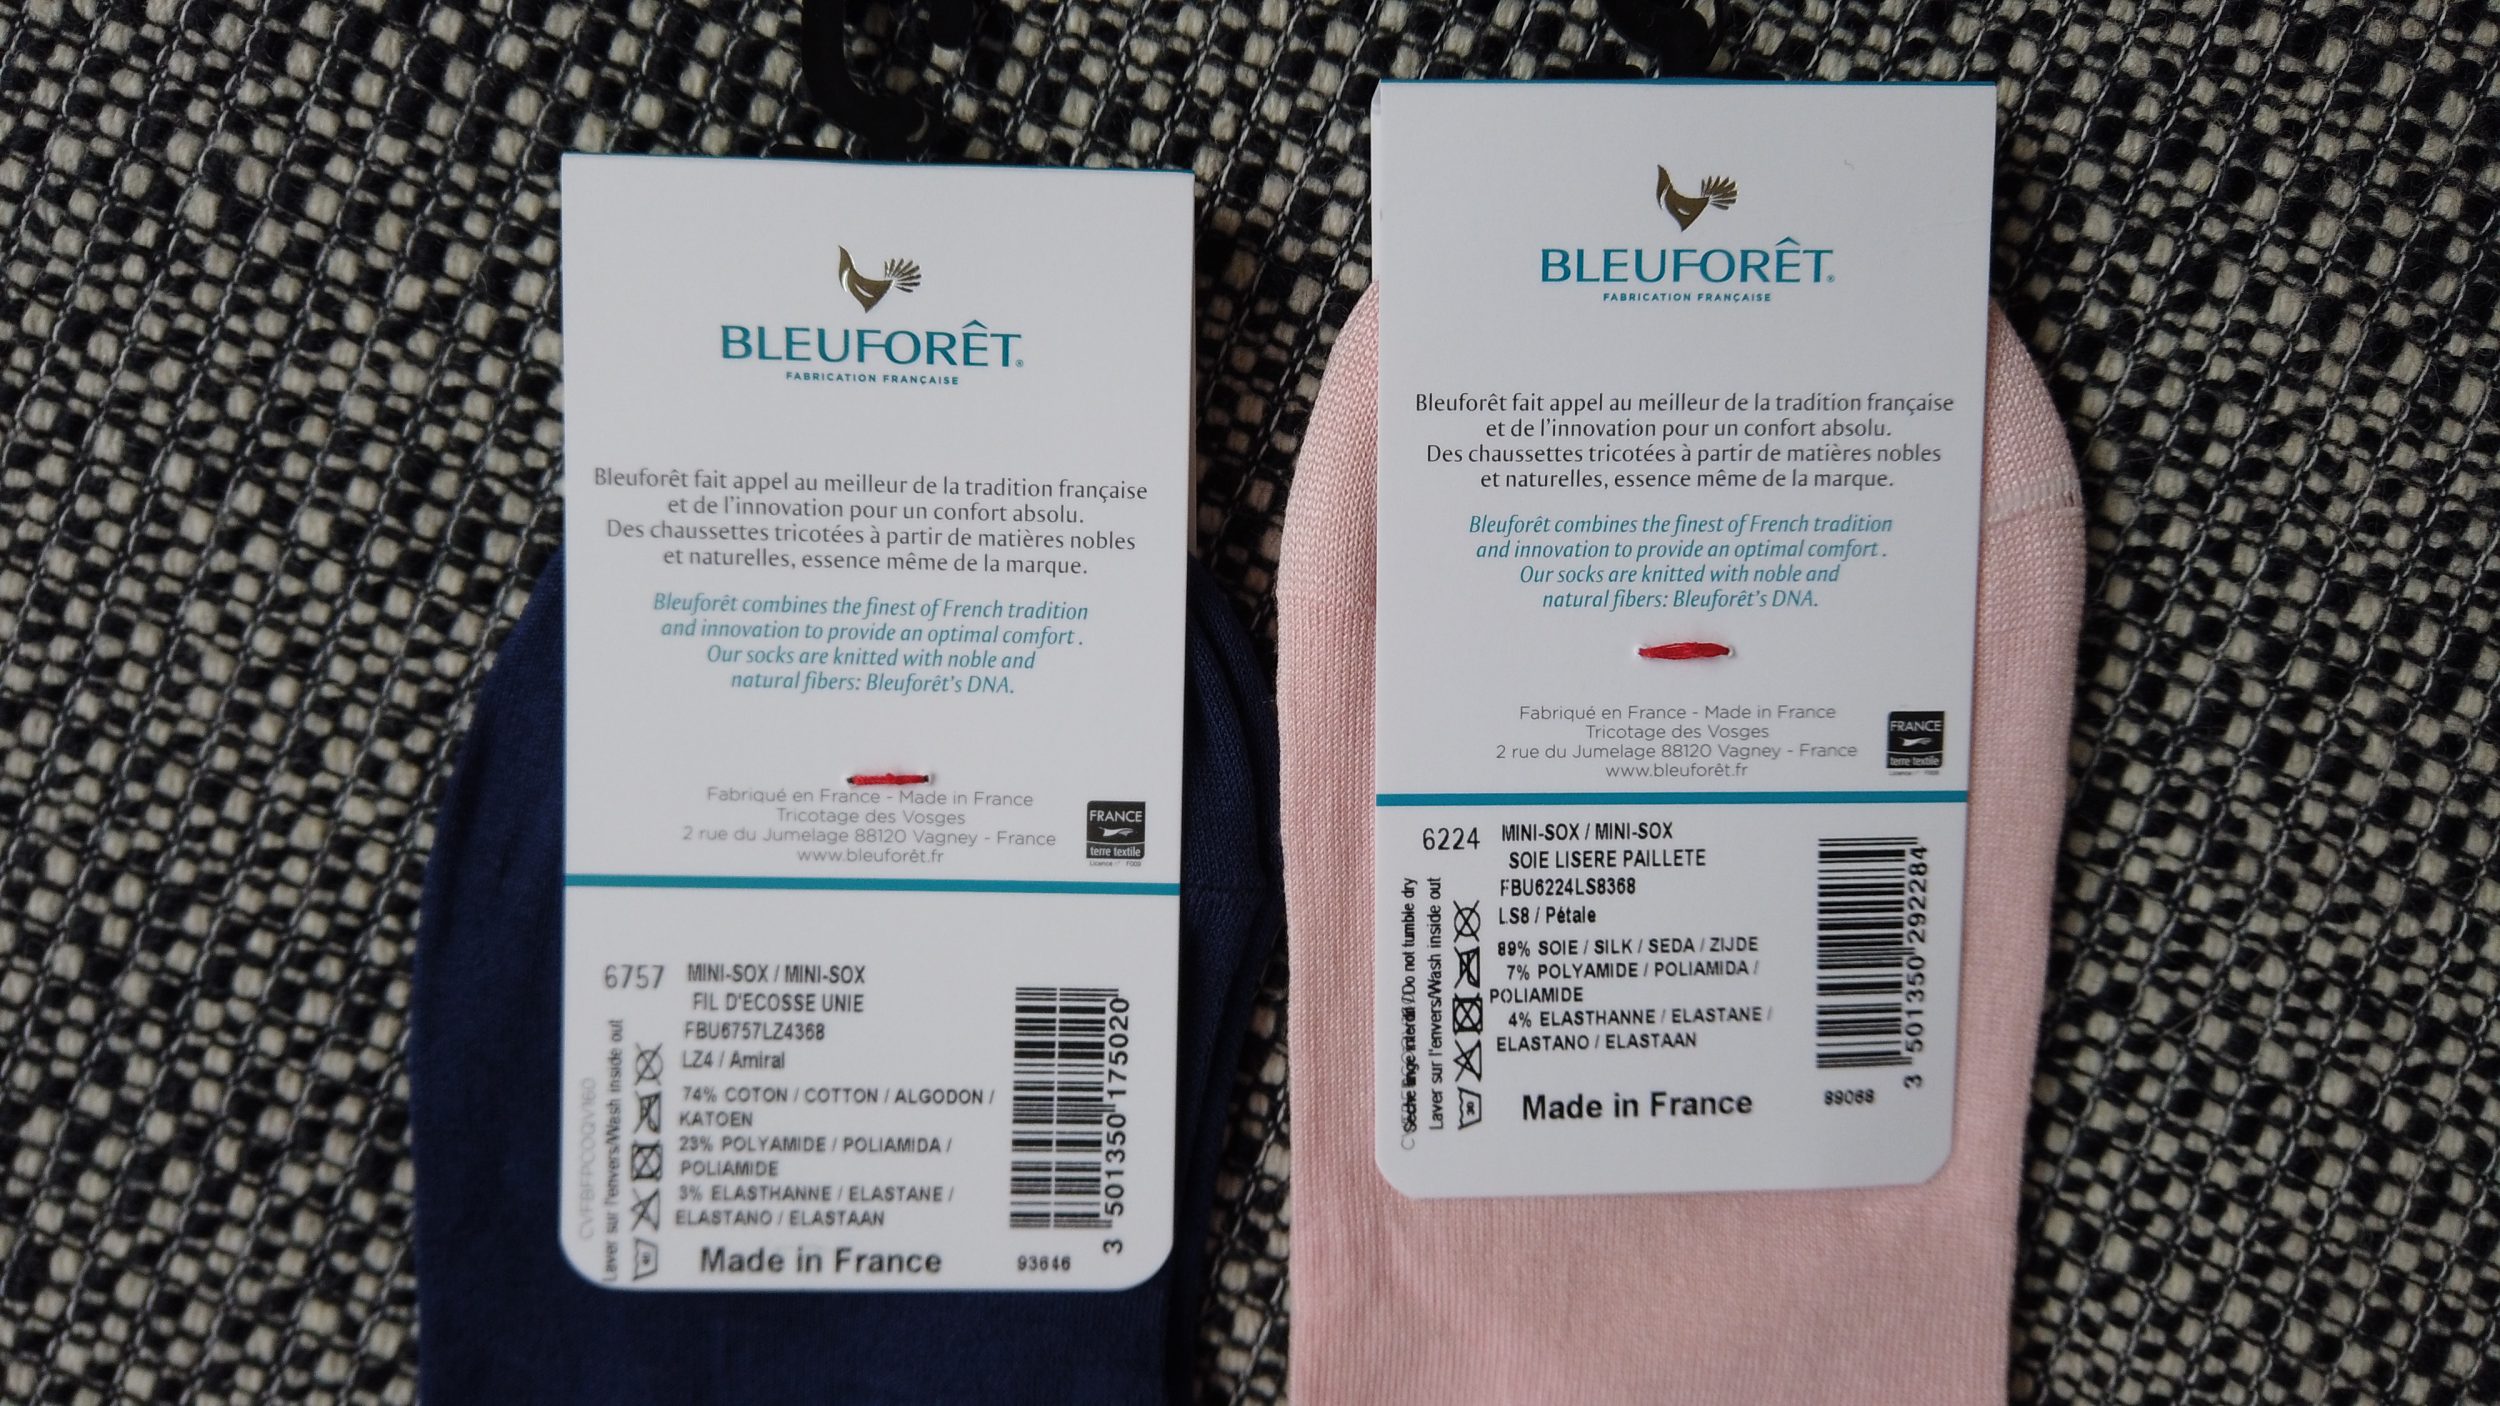 BLEUFORÊT®
FABRICATION FRANÇAISE
Bleuforêt fait appel au meilleur de la tradition française
et de l'innovation pour un confort absolu.
Des chaussettes tricotées à partir de matières nobles
et naturelles, essence même de la marque.
Bleuforêt combines the finest of French tradition
and innovation to provide an optimal comfort .
Our socks are knitted with noble and
natural fibers: Bleuforêt's DNA.
Fabriqué en France - Made in France
Tricotage des Vosges
2 rue du Jumelage 88120 Vagney - France
www.bleuforêt.fr
FRANCE
terre textile
6757
MINI-SOX / MINI-SOX
FIL D'ECOSSE UNIE
FBU6757LZ4368
LZ4 / Amiral
74% COTON / COTTON / ALGODON /
KATOEN
23% POLYAMIDE / POLIAMIDA /
POLIAMIDE
3% ELASTHANNE / ELASTANE /
ELASTANO / ELASTAAN
Made in France
93646
3 501350 175020
Laver sur l'envers/Wash inside out
BLEUFORÊT®
FABRICATION FRANÇAISE
Bleuforêt fait appel au meilleur de la tradition française
et de l'innovation pour un confort absolu.
Des chaussettes tricotées à partir de matières nobles
et naturelles, essence même de la marque.
Bleuforêt combines the finest of French tradition
and innovation to provide an optimal comfort .
Our socks are knitted with noble and
natural fibers: Bleuforêt's DNA.
Fabriqué en France - Made in France
Tricotage des Vosges
2 rue du Jumelage 88120 Vagney - France
www.bleuforêt.fr
FRANCE
terre textile
6224
MINI-SOX / MINI-SOX
SOIE LISERE PAILLETE
FBU6224LS8368
LS8 / Pétale
89% SOIE / SILK / SEDA / ZIJDE
7% POLYAMIDE / POLIAMIDA /
POLIAMIDE
4% ELASTHANNE / ELASTANE /
ELASTANO / ELASTAAN
Made in France
89068
3 501350 292284
/Do not tumble dry
Laver sur l'envers/Wash inside out